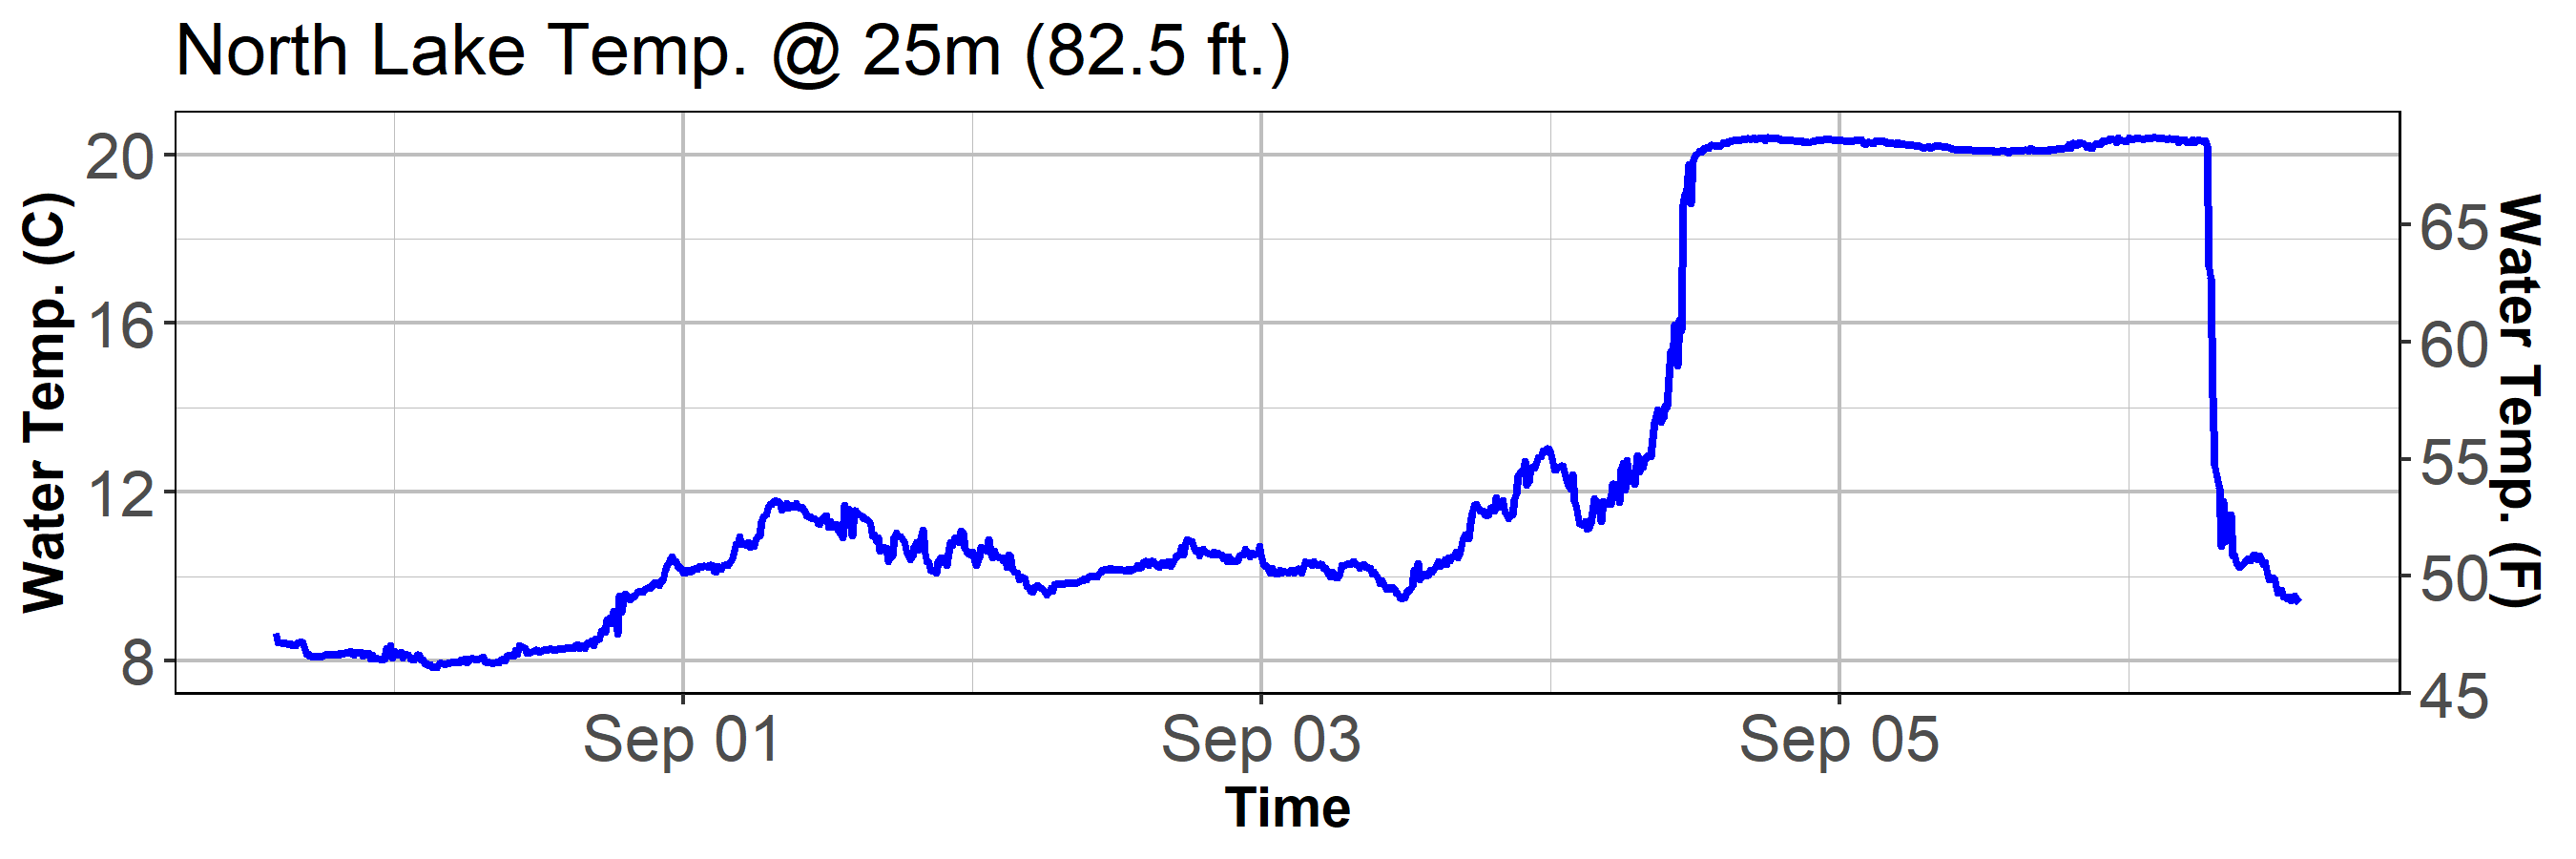 North Lake Temp. @ 25m (82.5 ft.)
Water Temp. (C)
20
16
12
8
65
60
55
50
45
Water Temp. (F)
Sep 01 Sep 03 Sep 05
Time